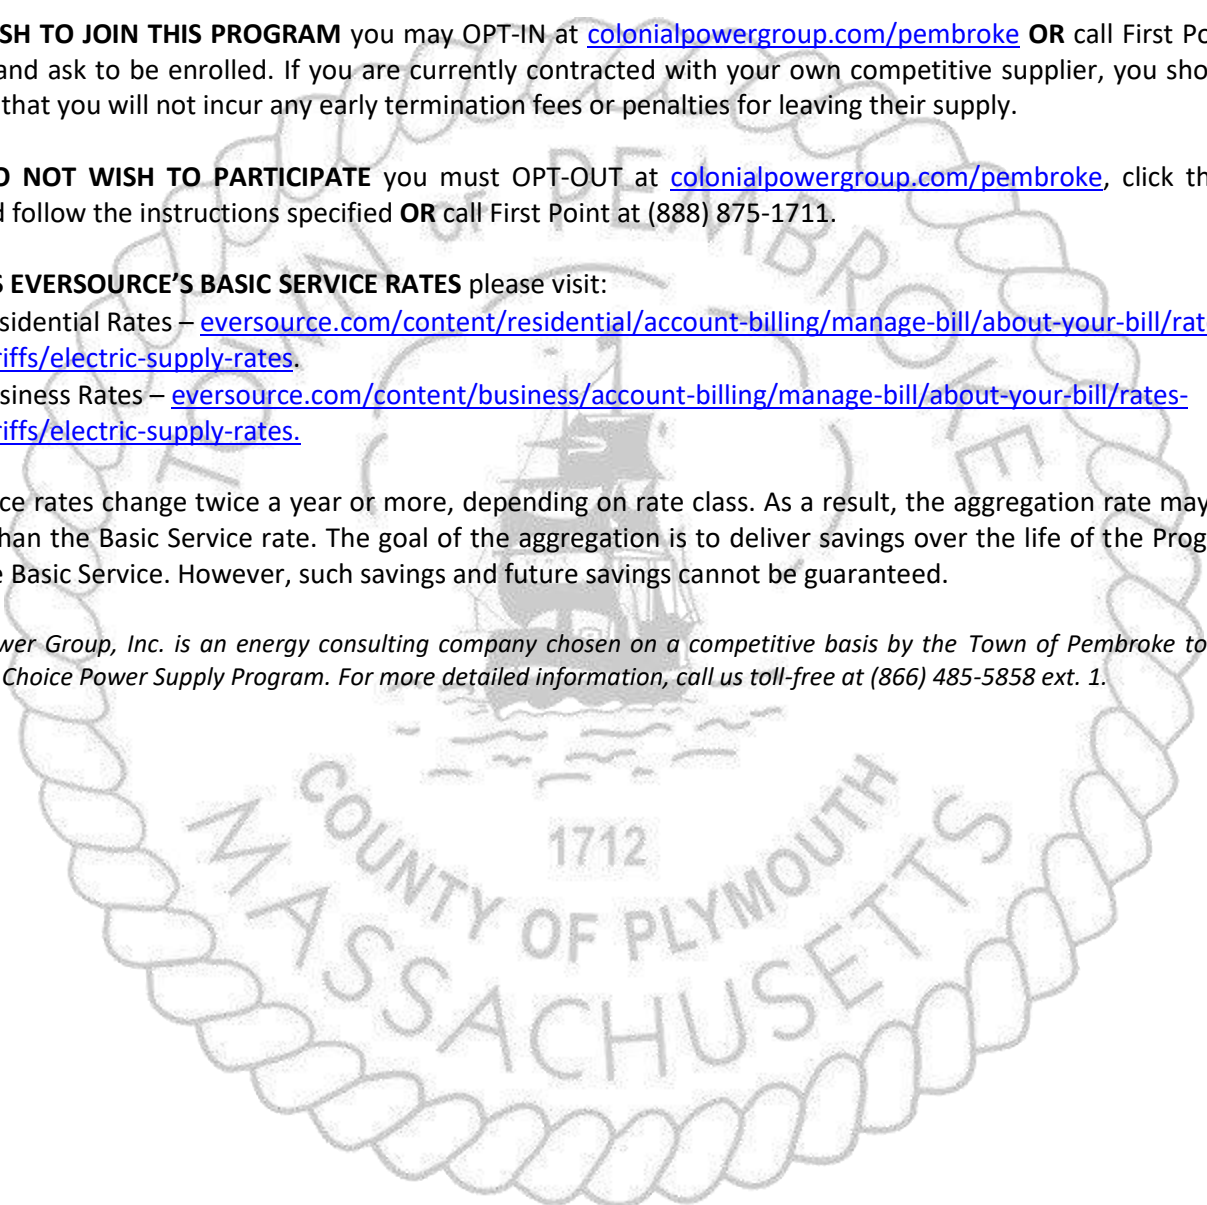 SH TO JOIN THIS PROGRAM you may OPT-IN at colonialpowergroup.com/pembroke OR call First Po
and ask to be enrolled. If you are currently contracted with your own competitive supplier, you sho
that you will not incur any early termination fees or penalties for leaving their supply.
O NOT WISH TO PARTICIPATE you must OPT-OUT at colonialpowergroup.com/pembroke, click th
d follow the instructions specified OR call First Point at (888) 875-1711.
S EVERSOURCE’S BASIC SERVICE RATES please visit:
sidential Rates – eversource.com/content/residential/account-billing/manage-bill/about-your-bill/rat
riffs/electric-supply-rates.
siness Rates – eversource.com/content/business/account-billing/manage-bill/about-your-bill/rates-
riffs/electric-supply-rates.
ce rates change twice a year or more, depending on rate class. As a result, the aggregation rate may
han the Basic Service rate. The goal of the aggregation is to deliver savings over the life of the Prog
e Basic Service. However, such savings and future savings cannot be guaranteed.
wer Group, Inc. is an energy consulting company chosen on a competitive basis by the Town of Pembroke to
Choice Power Supply Program. For more detailed information, call us toll-free at (866) 485-5858 ext. 1.
TOWN OF PEMBROKE
1712
COUNTY OF PLYMOUTH
MASSACHUSETTS